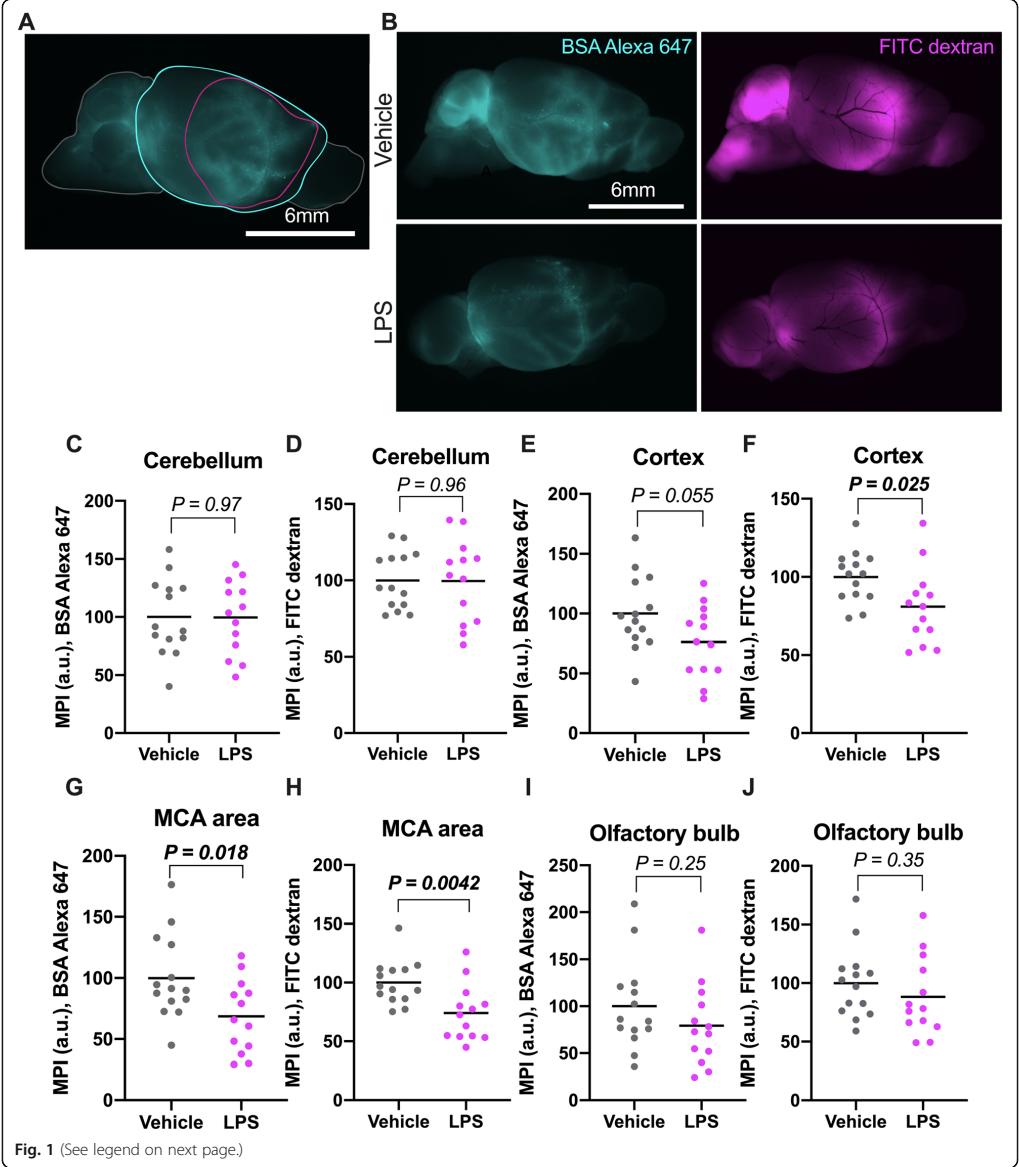 A
6mm
B
BSA Alexa 647
FITC dextran
Vehicle
6mm
LPS
C
Cerebellum
P = 0.97
MPI (a.u.), BSA Alexa 647
200
150
100
50
0
Vehicle
LPS
D
Cerebellum
P = 0.96
MPI (a.u.), FITC dextran
150
100
50
0
Vehicle
LPS
E
Cortex
P = 0.055
MPI (a.u.), BSA Alexa 647
200
150
100
50
0
Vehicle
LPS
F
Cortex
P = 0.025
MPI (a.u.), FITC dextran
150
100
50
0
Vehicle
LPS
G
MCA area
P = 0.018
MPI (a.u.), BSA Alexa 647
200
150
100
50
0
Vehicle
LPS
H
MCA area
P = 0.0042
MPI (a.u.), FITC dextran
200
150
100
50
0
Vehicle
LPS
I
Olfactory bulb
P = 0.25
MPI (a.u.), BSA Alexa 647
250
200
150
100
50
0
Vehicle
LPS
J
Olfactory bulb
P = 0.35
MPI (a.u.), FITC dextran
200
150
100
50
0
Vehicle
LPS
Fig. 1 (See legend on next page.)